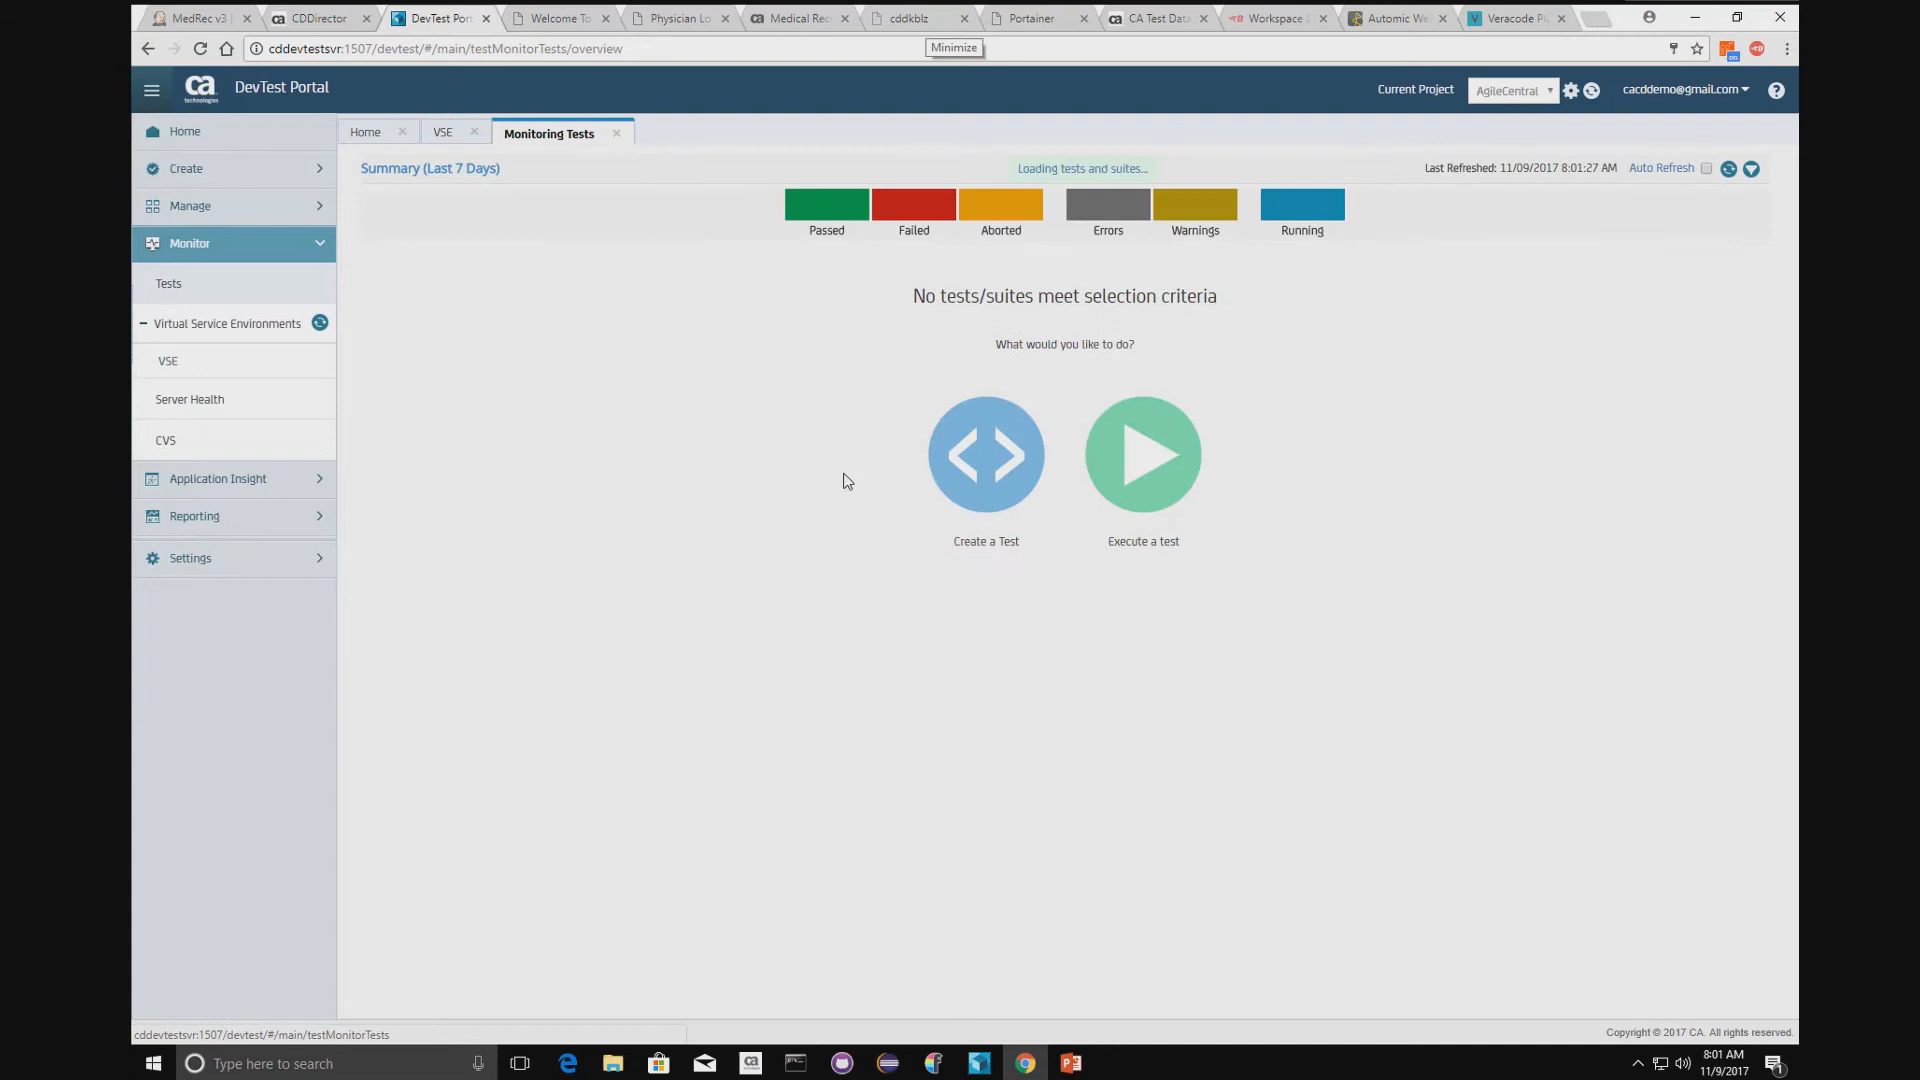 MedRec v3 | CDDirector DevTest Por Welcome To Physician Lo Medical Rec cddkblz Portainer CA Test Data Workspace Automic We Veracode Pl
cddevtestsvr:1507/devtest/#/main/testMonitorTests/overview
Minimize
on
ca technologies DevTest Portal Current Project AgileCentral cacddemo@gmail.com
Home
Create
Manage
Monitor
Tests
Virtual Service Environments
VSE
Server Health
CVS
Application Insight
Reporting
Settings
Home VSE Monitoring Tests
Summary (Last 7 Days) Loading tests and suites... Last Refreshed: 11/09/2017 8:01:27 AM Auto Refresh
Passed Failed Aborted Errors Warnings Running
No tests/suites meet selection criteria
What would you like to do?
Create a Test Execute a test
cddevtestsvr:1507/devtest/#/main/testMonitorTests
Copyright © 2017 CA. All rights reserved.
Type here to search
8:01 AM
11/9/2017